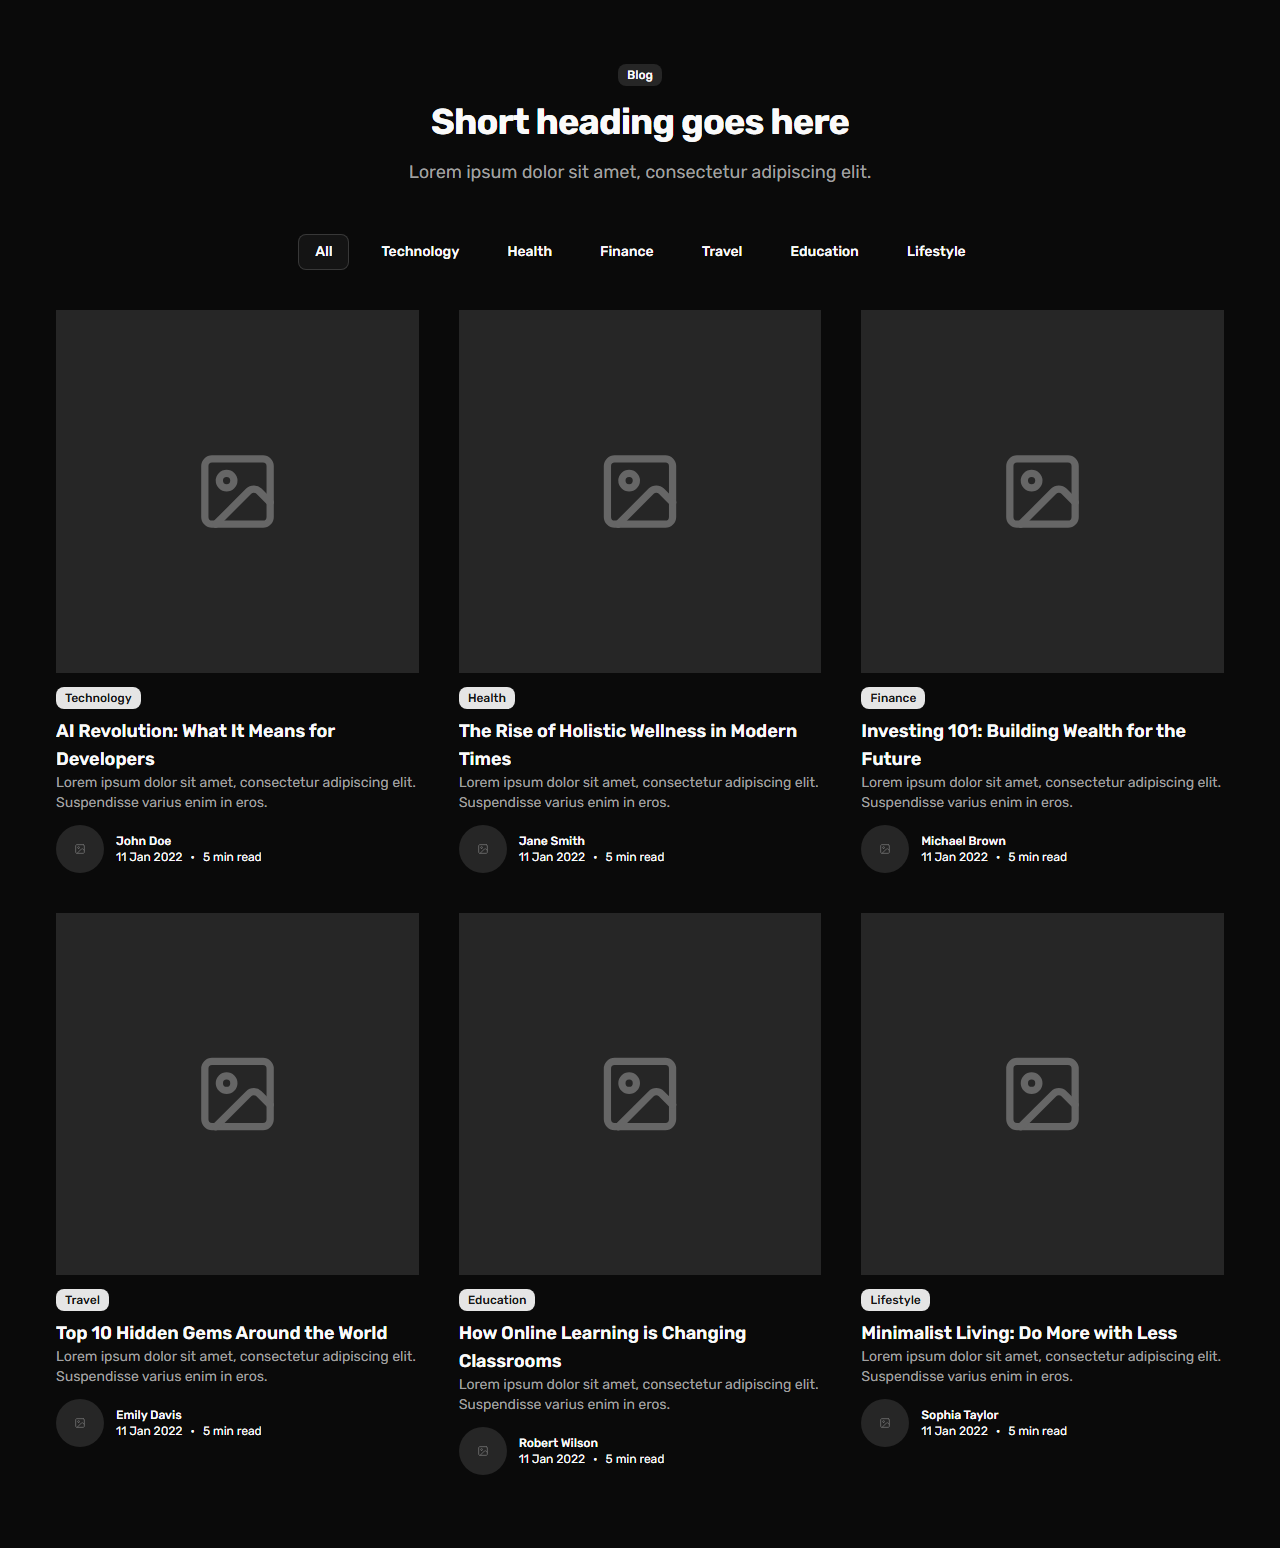 Blog
Short heading goes here
Lorem ipsum dolor sit amet, consectetur adipiscing elit.
All
Technology
Health
Finance
Travel
Education
Lifestyle
Technology
AI Revolution: What It Means for
Developers
Lorem ipsum dolor sit amet, consectetur adipiscing elit.
Suspendisse varius enim in eros.
John Doe
11 Jan 2022 • 5 min read
Health
The Rise of Holistic Wellness in Modern
Times
Lorem ipsum dolor sit amet, consectetur adipiscing elit.
Suspendisse varius enim in eros.
Jane Smith
11 Jan 2022 • 5 min read
Finance
Investing 101: Building Wealth for the
Future
Lorem ipsum dolor sit amet, consectetur adipiscing elit.
Suspendisse varius enim in eros.
Michael Brown
11 Jan 2022 • 5 min read
Travel
Top 10 Hidden Gems Around the World
Lorem ipsum dolor sit amet, consectetur adipiscing elit.
Suspendisse varius enim in eros.
Emily Davis
11 Jan 2022 • 5 min read
Education
How Online Learning is Changing
Classrooms
Lorem ipsum dolor sit amet, consectetur adipiscing elit.
Suspendisse varius enim in eros.
Robert Wilson
11 Jan 2022 • 5 min read
Lifestyle
Minimalist Living: Do More with Less
Lorem ipsum dolor sit amet, consectetur adipiscing elit.
Suspendisse varius enim in eros.
Sophia Taylor
11 Jan 2022 • 5 min read